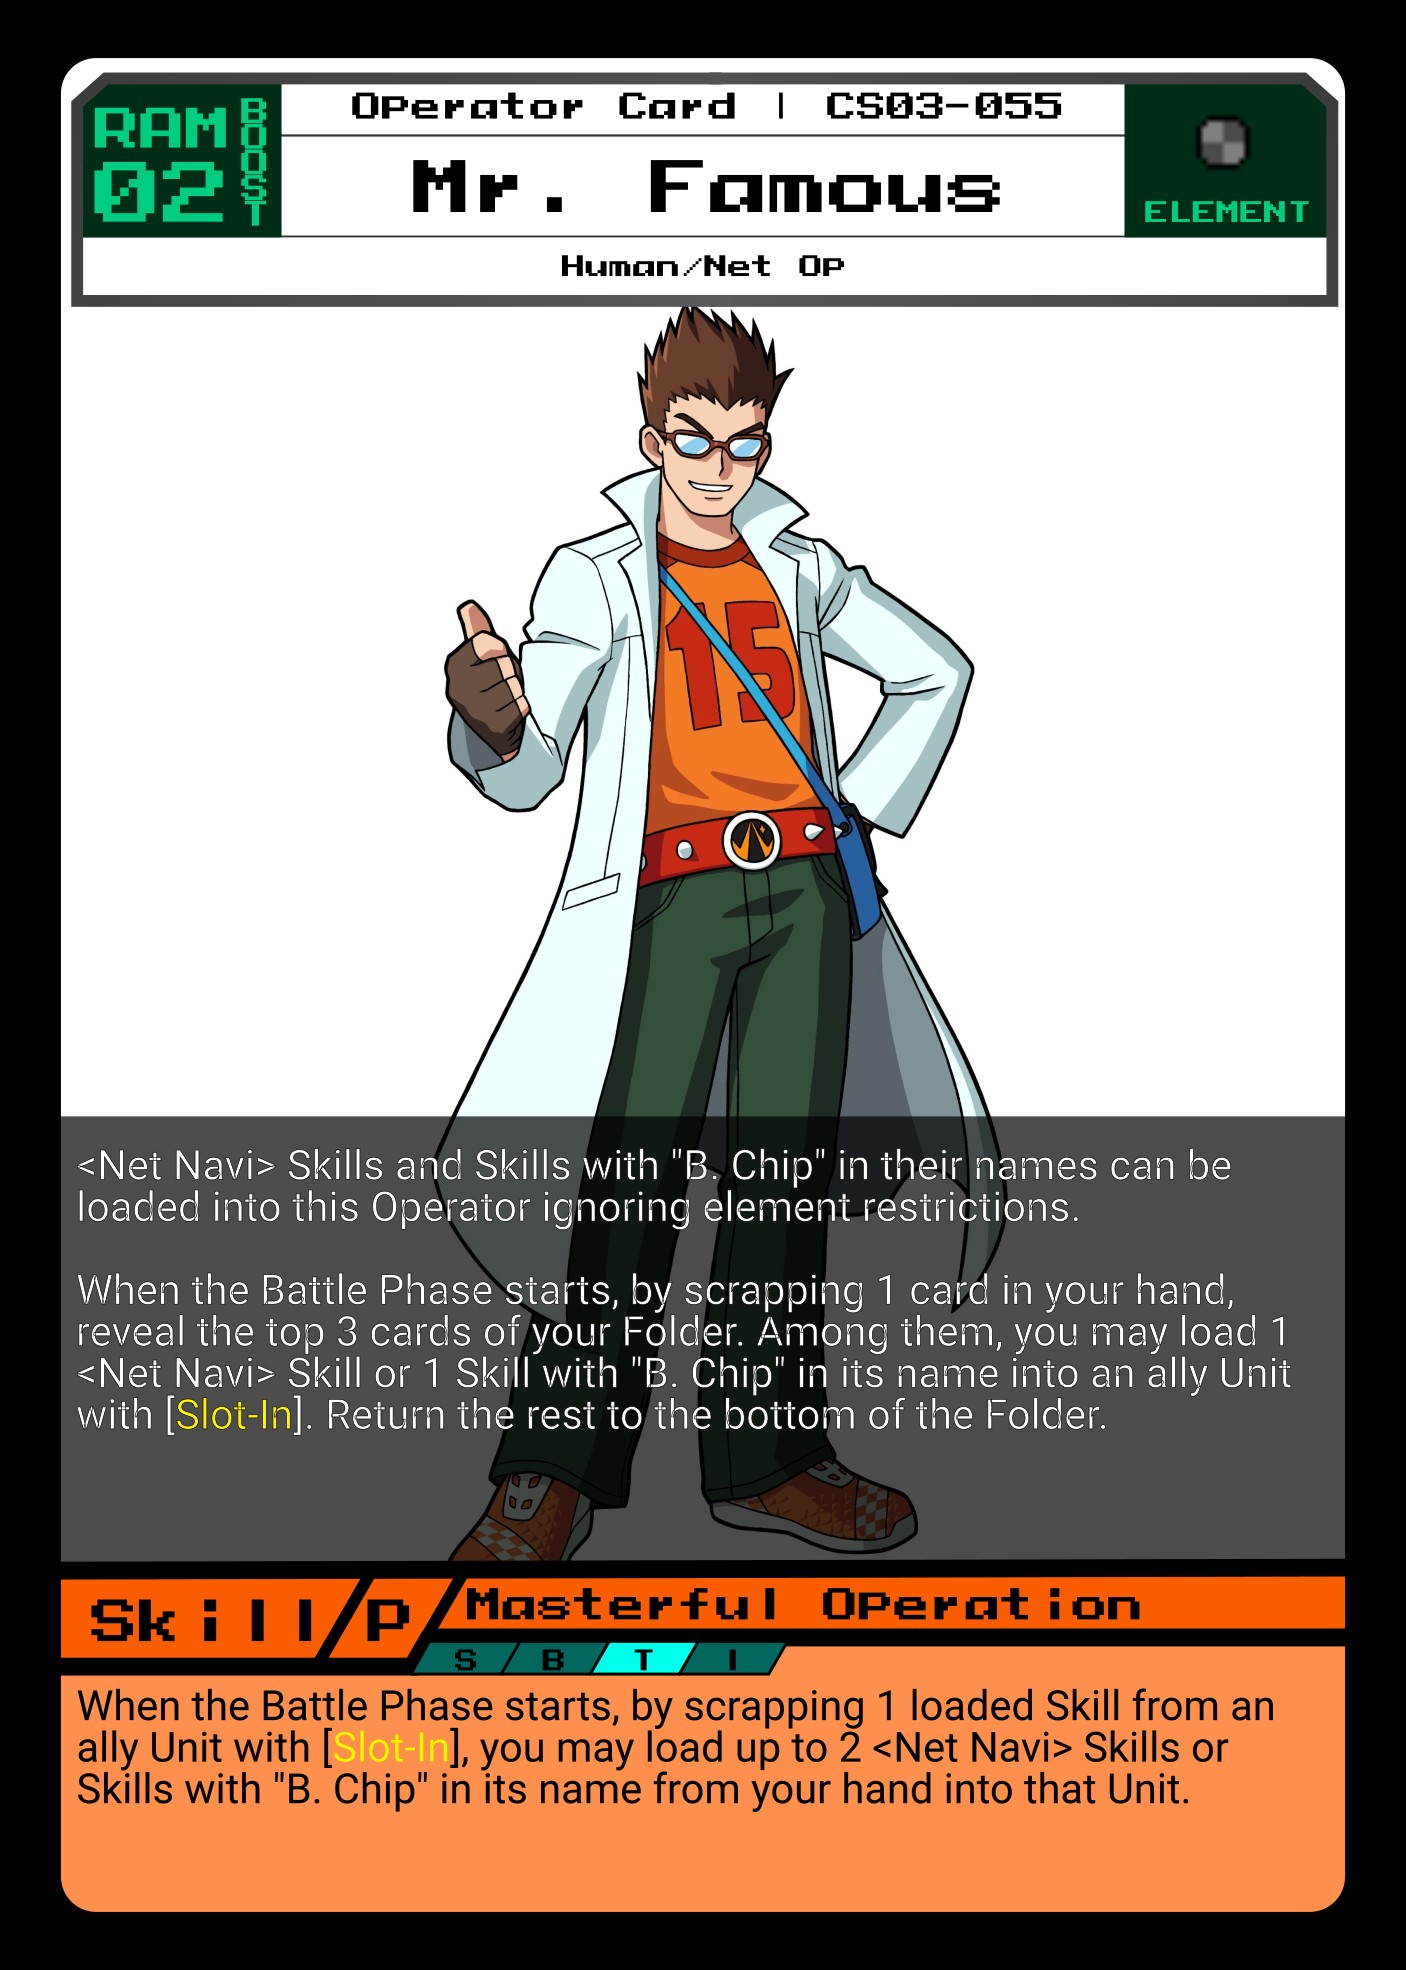 RAM
02
BOOST
Operator Card | CS03-055
Mr. Famous
ELEMENT
Human/Net Op
15
<Net Navi> Skills and Skills with "B. Chip" in their names can be
loaded into this Operator ignoring element restrictions.
When the Battle Phase starts, by scrapping 1 card in your hand,
reveal the top 3 cards of your Folder. Among them, you may load 1
<Net Navi> Skill or 1 Skill with "B. Chip" in its name into an ally Unit
with [Slot-In]. Return the rest to the bottom of the Folder.
Skill/P
Masterful Operation
S B T I
When the Battle Phase starts, by scrapping 1 loaded Skill from an
ally Unit with [Slot-In], you may load up to 2 <Net Navi> Skills or
Skills with "B. Chip" in its name from your hand into that Unit.